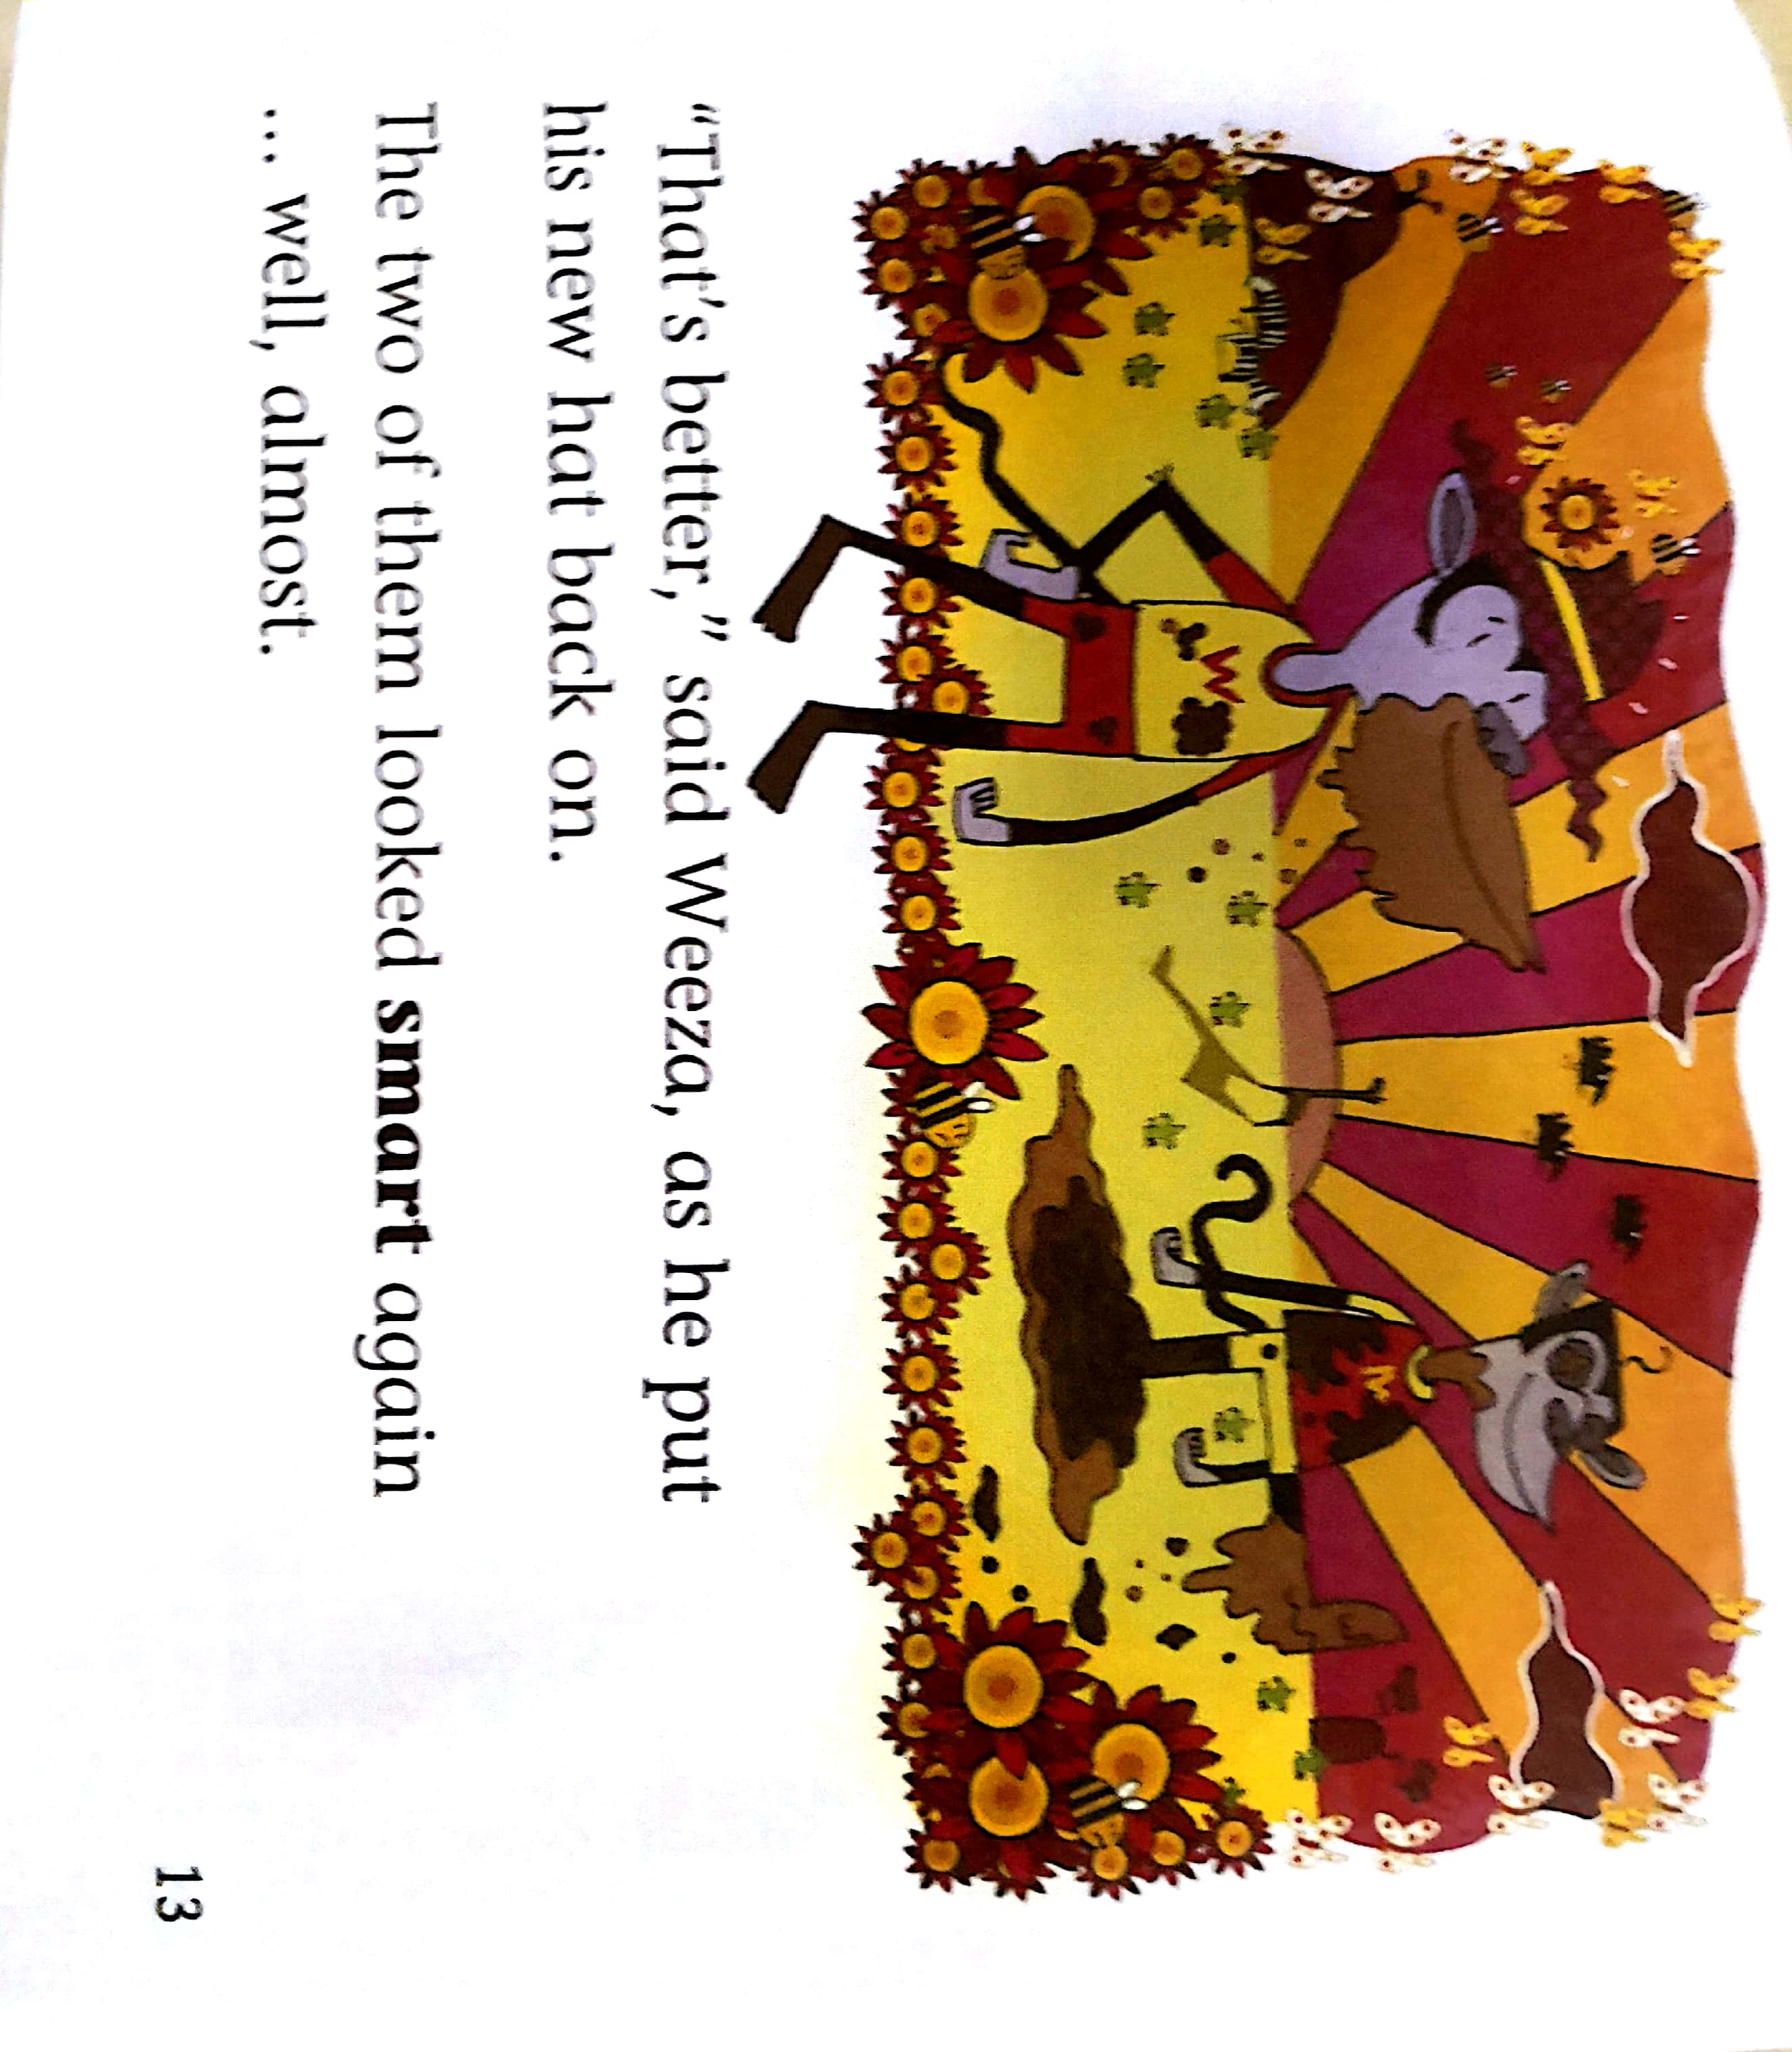 “That’s better,” said Weeza, as he put
his new hat back on.
The two of them looked smart again
... well, almost.
13